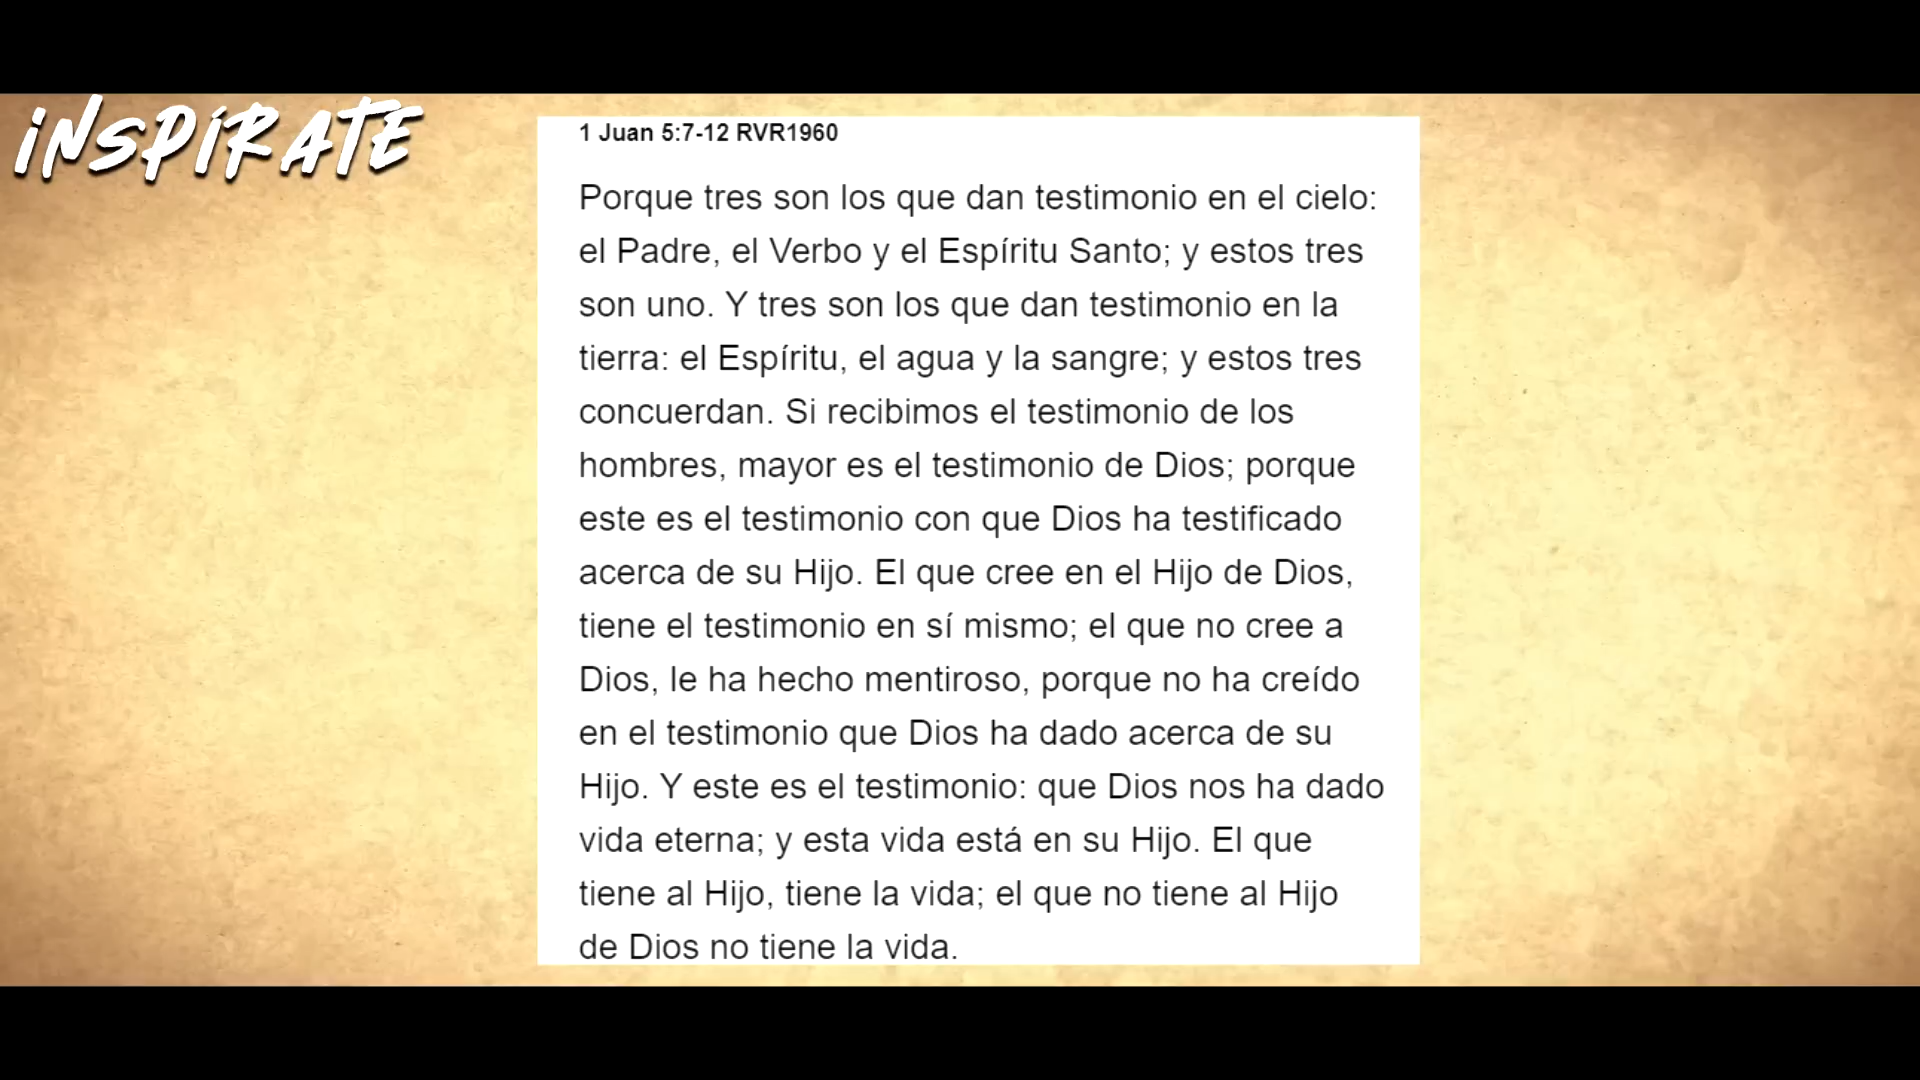 iNSPÍRATE
1 Juan 5:7-12 RVR1960
Porque tres son los que dan testimonio en el cielo:
el Padre, el Verbo y el Espíritu Santo; y estos tres
son uno. Y tres son los que dan testimonio en la
tierra: el Espíritu, el agua y la sangre; y estos tres
concuerdan. Si recibimos el testimonio de los
hombres, mayor es el testimonio de Dios; porque
este es el testimonio con que Dios ha testificado
acerca de su Hijo. El que cree en el Hijo de Dios,
tiene el testimonio en sí mismo; el que no cree a
Dios, le ha hecho mentiroso, porque no ha creído
en el testimonio que Dios ha dado acerca de su
Hijo. Y este es el testimonio: que Dios nos ha dado
vida eterna; y esta vida está en su Hijo. El que
tiene al Hijo, tiene la vida; el que no tiene al Hijo
de Dios no tiene la vida.